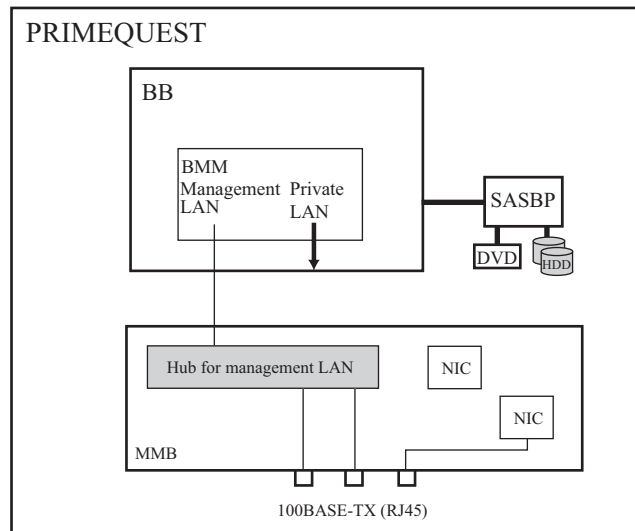 PRIMEQUEST
BB
BMM
Management
LAN
Private
LAN
SASBP
DVD
HDD
Hub for management LAN
NIC
NIC
MMB
100BASE-TX (RJ45)